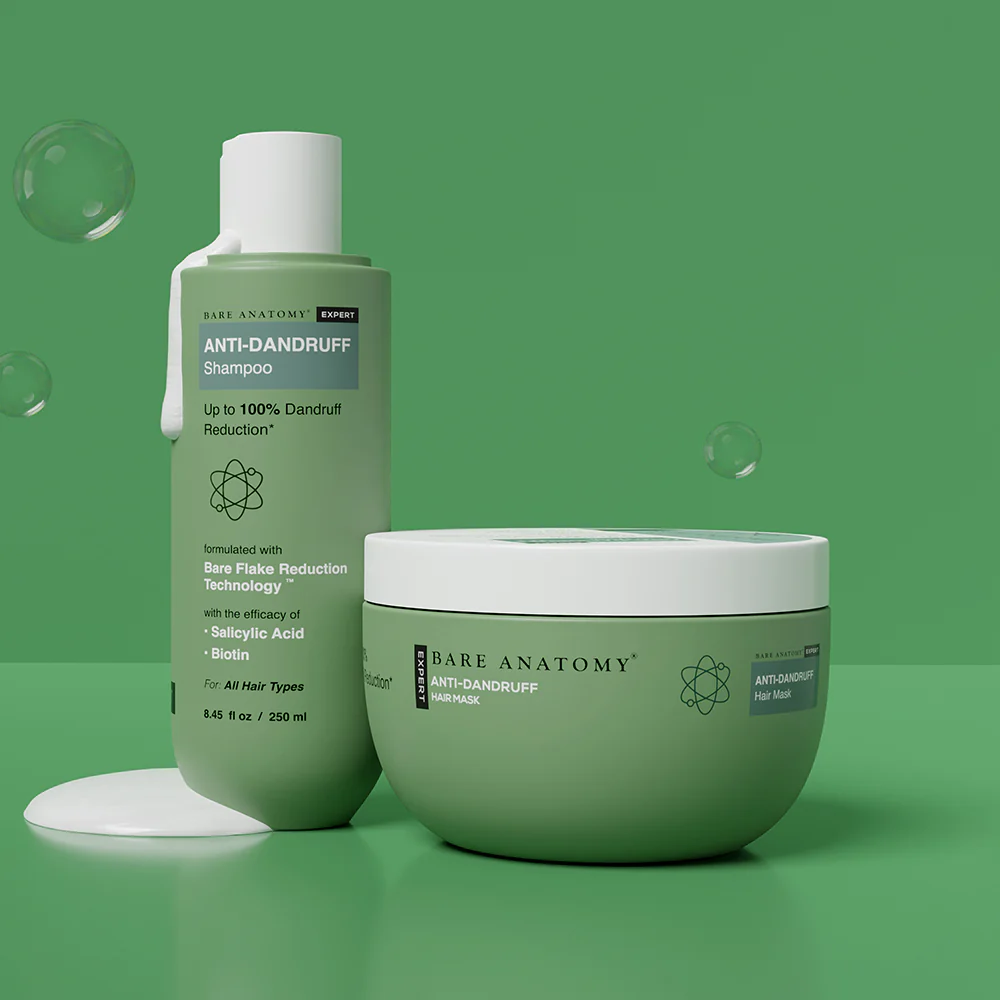 BARE ANATOMY® EXPERT
ANTI-DANDRUFF
Shampoo
Up to 100% Dandruff
Reduction*
formulated with
Bare Flake Reduction
Technology ™
with the efficacy of
• Salicylic Acid
• Biotin
For: All Hair Types
8.45 fl oz / 250 ml
EXPERT
BARE ANATOMY®
ANTI-DANDRUFF
HAIR MASK
BARE ANATOMY® EXPERT
ANTI-DANDRUFF
Hair Mask